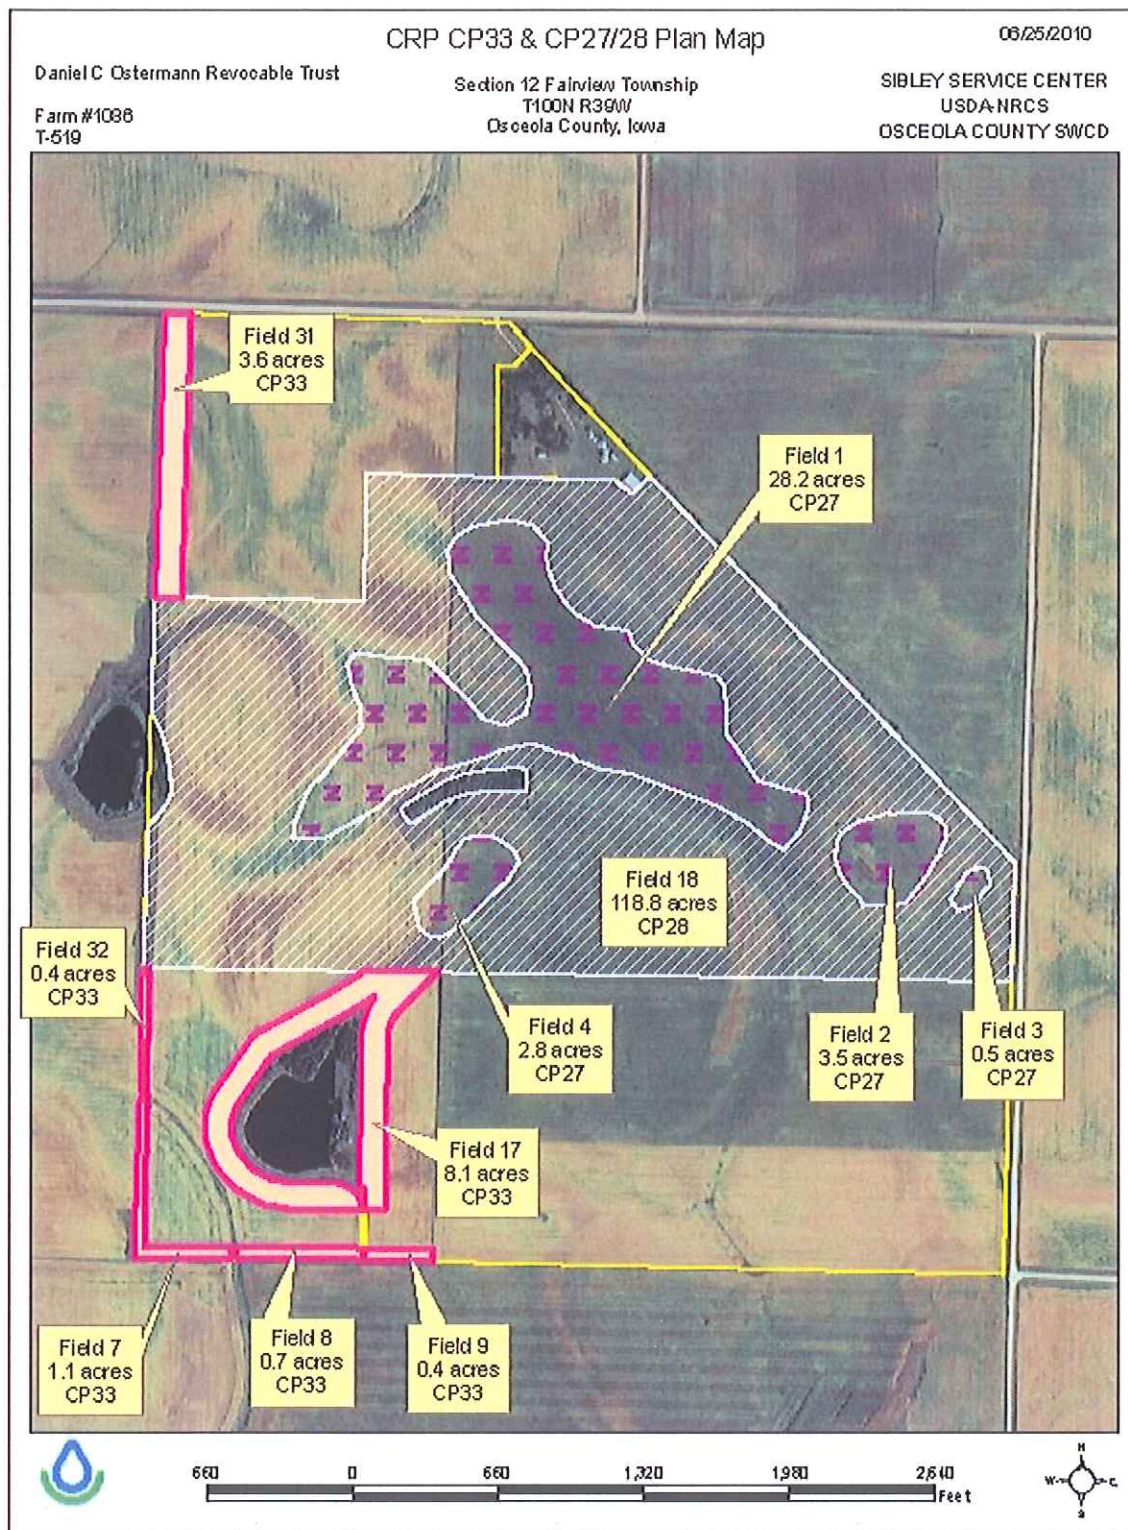 CRP CP33 & CP27/28 Plan Map
06/25/2010
Daniel C Ostermann Revocable Trust
Farm #1086
T-519
Section 12 Fairview Township
T100N R39W
Osceola County, Iowa
SIBLEY SERVICE CENTER
USDA-NRCS
OSCEOLA COUNTY SWCD
Field 31
3.6 acres
CP33
Field 1
28.2 acres
CP27
Field 18
118.8 acres
CP28
Field 32
0.4 acres
CP33
Field 4
2.8 acres
CP27
Field 2
3.5 acres
CP27
Field 3
0.5 acres
CP27
Field 17
8.1 acres
CP33
Field 7
1.1 acres
CP33
Field 8
0.7 acres
CP33
Field 9
0.4 acres
CP33
660 0 660 1,320 1,980 2,640
Feet
N
W
E
S